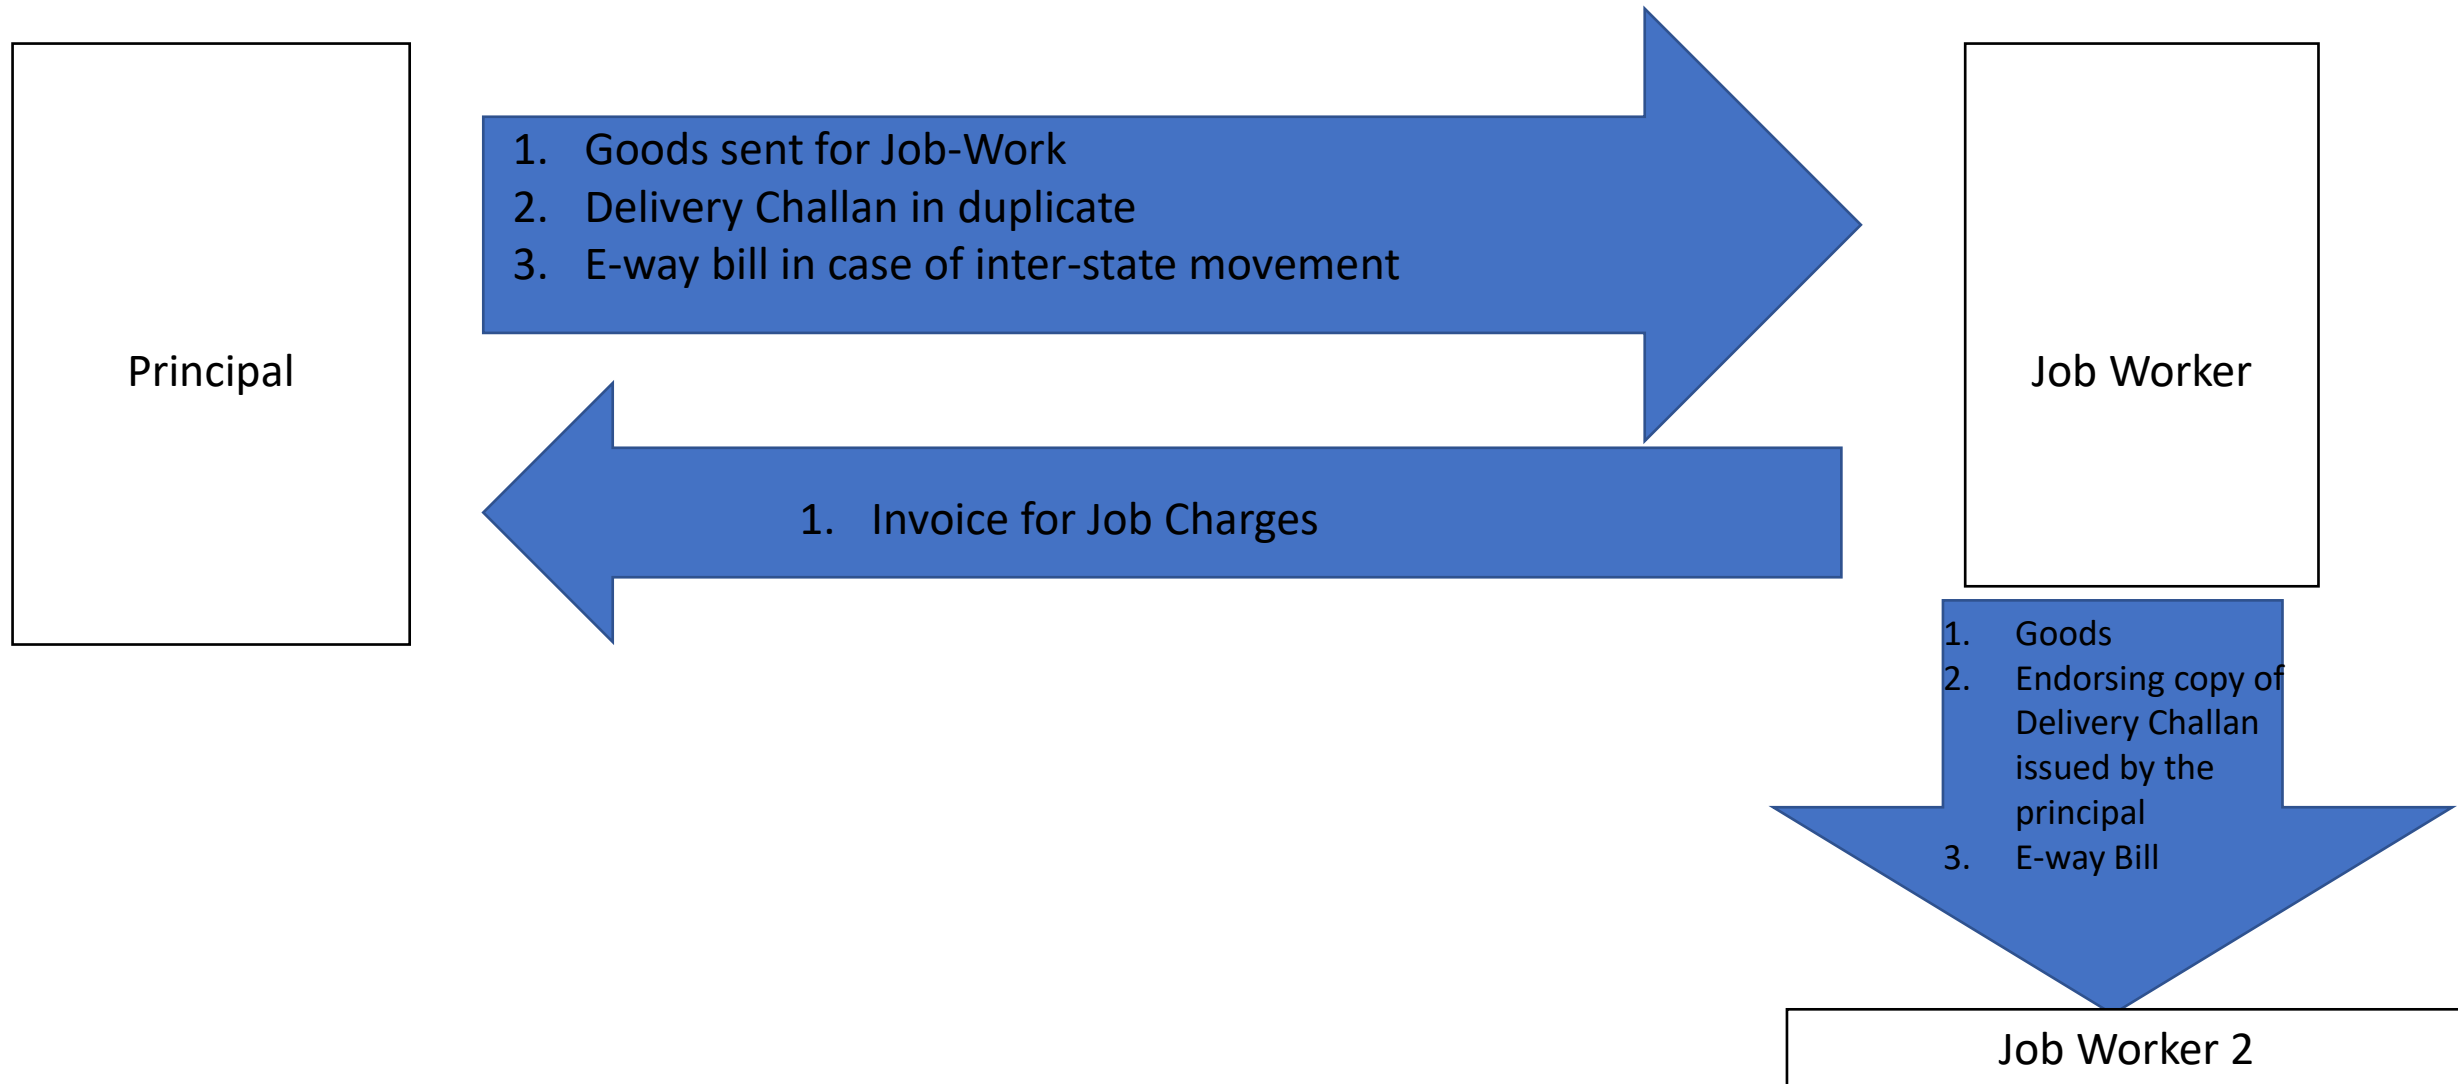 Principal
1. Goods sent for Job-Work
2. Delivery Challan in duplicate
3. E-way bill in case of inter-state movement
Job Worker
1. Invoice for Job Charges
1. Goods
2. Endorsing copy of
Delivery Challan
issued by the
principal
3. E-way Bill
Job Worker 2